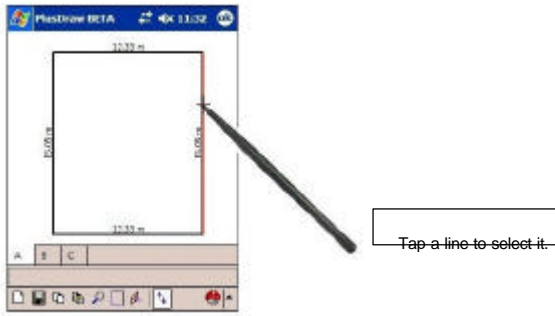 PlusDraw BETA 11:32 ok
12.33 m
15.05 m
15.05 m
12.33 m
A B C
Tap a line to select it.